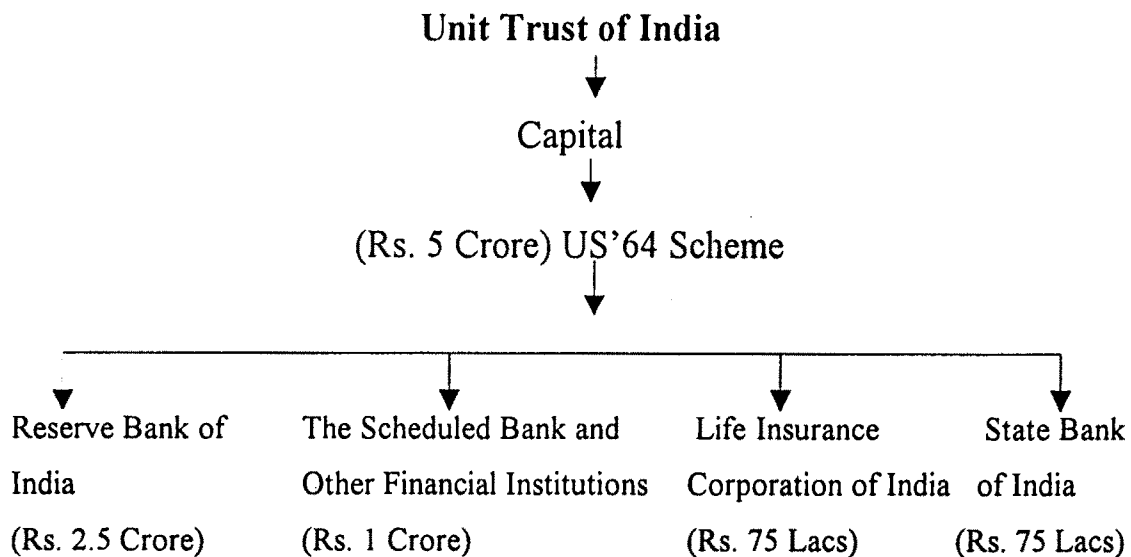 Unit Trust of India
Capital
(Rs. 5 Crore) US'64 Scheme
Reserve Bank of
India
(Rs. 2.5 Crore)
The Scheduled Bank and
Other Financial Institutions
(Rs. 1 Crore)
Life Insurance
Corporation of India
(Rs. 75 Lacs)
State Bank
of India
(Rs. 75 Lacs)